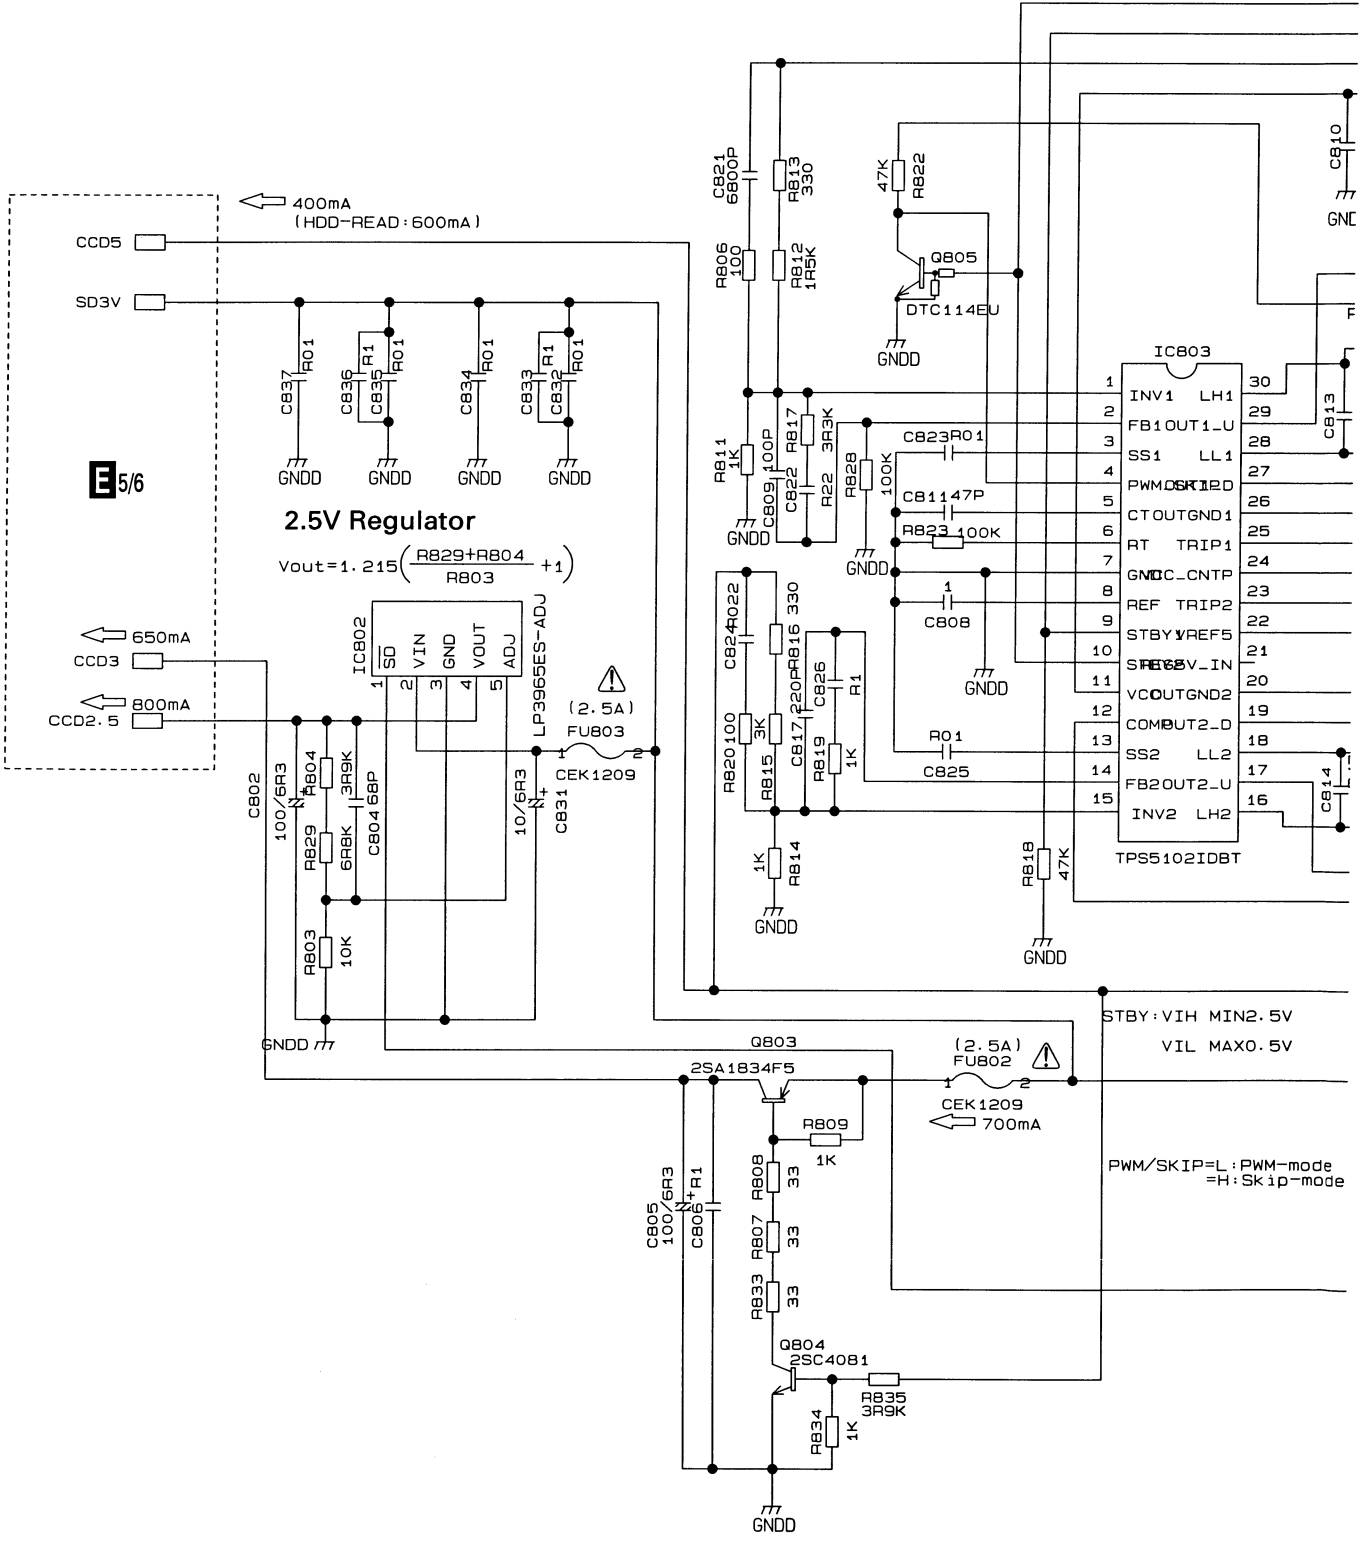 400mA
(HDD-READ:600mA)
CCD5
SD3V
C837
R01
C836
R1
C835
R01
C834
R01
C833
R1
C832
R01
GNDD
GNDD
GNDD
GNDD
E 5/6
2.5V Regulator
Vout=1.215(R829+R804/R803+1)
650mA
CCD3
800mA
CCD2.5
IC802
SD
VIN
GND
VOUT
ADJ
1
2
3
4
5
LP3965ES-ADJ
(2.5A)
FU803
1
2
CEK1209
C802
100/6R3
+
R804
3R9K
R829
6R8K
C804
68P
R803
10K
10/6R3
+
C831
GNDD
C821
6800P
R813
330
R806
100
R812
1R5K
47K
R822
Q805
DTC114EU
GNDD
R811
1K
C809
100P
R817
3R3K
C822
R22
R828
100K
GNDD
GNDD
C823
R01
C811
47P
R823
100K
1
C808
GNDD
R01
C825
C824
R022
R816
330
R820
100
R815
3K
C817
220P
C826
R1
R819
1K
1K
R814
GNDD
R818
47K
GNDD
C810
GND
C813
C814
F
IC803
1
INV1
LH1
30
2
FB1
OUT1_U
29
3
SS1
LL1
28
4
27
5
CT
OUTGND1
26
6
RT
TRIP1
25
7
GND
VCC_CNTP
24
8
REF
TRIP2
23
9
STBY1
VREF5
22
10
21
11
VCC
OUTGND2
20
12
COMP
OUT2_D
19
13
SS2
LL2
18
14
FB2
OUT2_U
17
15
INV2
LH2
16
TPS5102IDBT
STBY:VIH MIN2.5V
VIL MAX0.5V
Q803
2SA1834F5
(2.5A)
FU802
1
2
CEK1209
700mA
R809
1K
PWM/SKIP=L:PWM-mode
=H:Skip-mode
C805
100/6R3
+
C806
R1
R808
33
R807
33
R833
33
Q804
2SC4081
R835
3R9K
R834
1K
GNDD